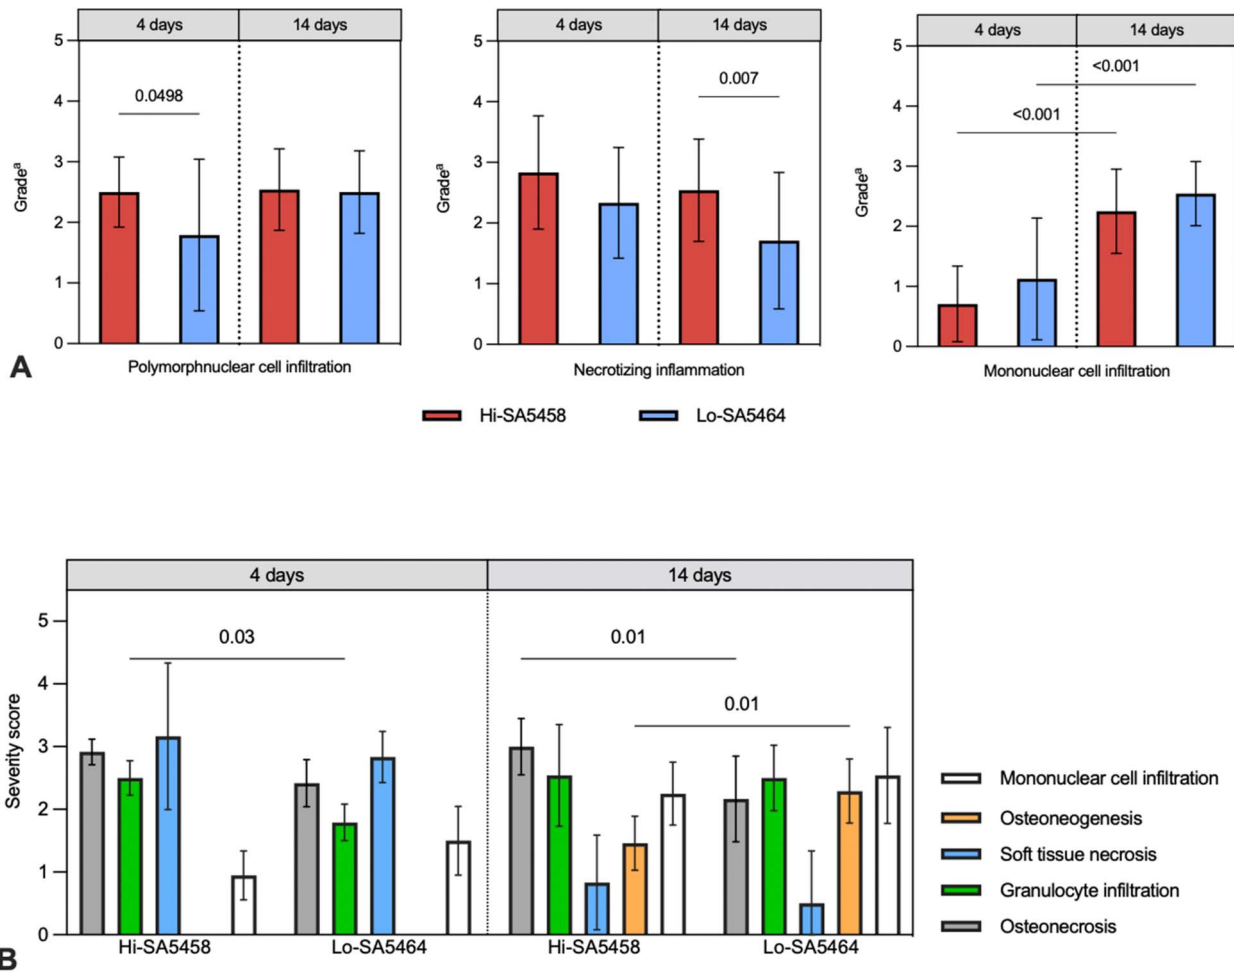 4 days 14 days
5
4
3
2
1
0
Gradeª
0.0498
Polymorphnuclear cell infiltration
4 days 14 days
5
4
3
2
1
0
Gradeª
0.007
Necrotizing inflammation
4 days 14 days
5
4
3
2
1
0
Gradeª
<0.001
<0.001
Mononuclear cell infiltration
A
Hi-SA5458 Lo-SA5464
4 days 14 days
5
4
3
2
1
0
Severity score
0.03
0.01
0.01
Hi-SA5458 Lo-SA5464 Hi-SA5458 Lo-SA5464
Mononuclear cell infiltration
Osteoneogenesis
Soft tissue necrosis
Granulocyte infiltration
Osteonecrosis
B